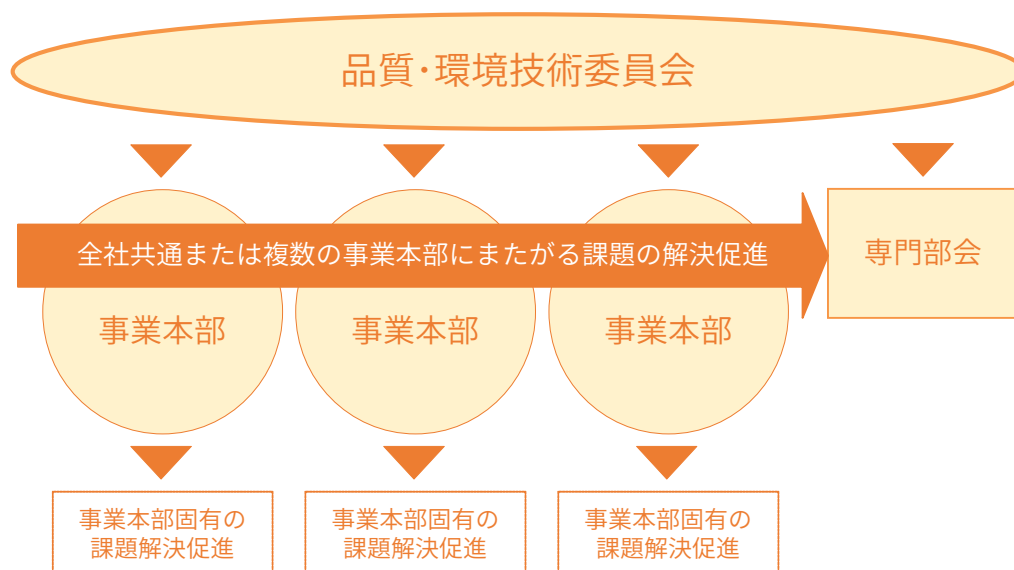 品質・環境技術委員会
全社共通または複数の事業本部にまたがる課題の解決促進
専門部会
事業本部
事業本部
事業本部
事業本部固有の
課題解決促進
事業本部固有の
課題解決促進
事業本部固有の
課題解決促進